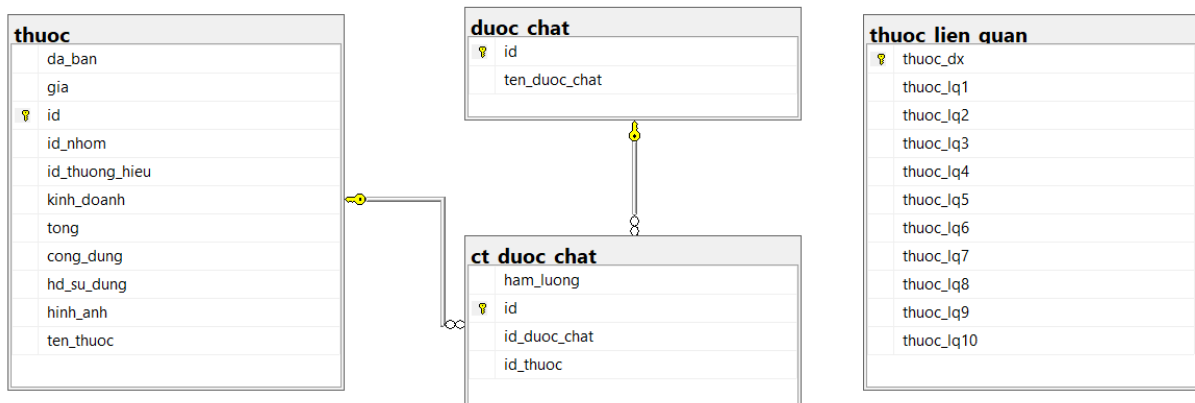 thuoc
da_ban
gia
id
id_nhom
id_thuong_hieu
kinh_doanh
tong
cong_dung
hd_su_dung
hinh_anh
ten_thuoc
duoc_chat
id
ten_duoc_chat
ct_duoc_chat
ham_luong
id
id_duoc_chat
id_thuoc
thuoc_lien_quan
thuoc_dx
thuoc_lq1
thuoc_lq2
thuoc_lq3
thuoc_lq4
thuoc_lq5
thuoc_lq6
thuoc_lq7
thuoc_lq8
thuoc_lq9
thuoc_lq10